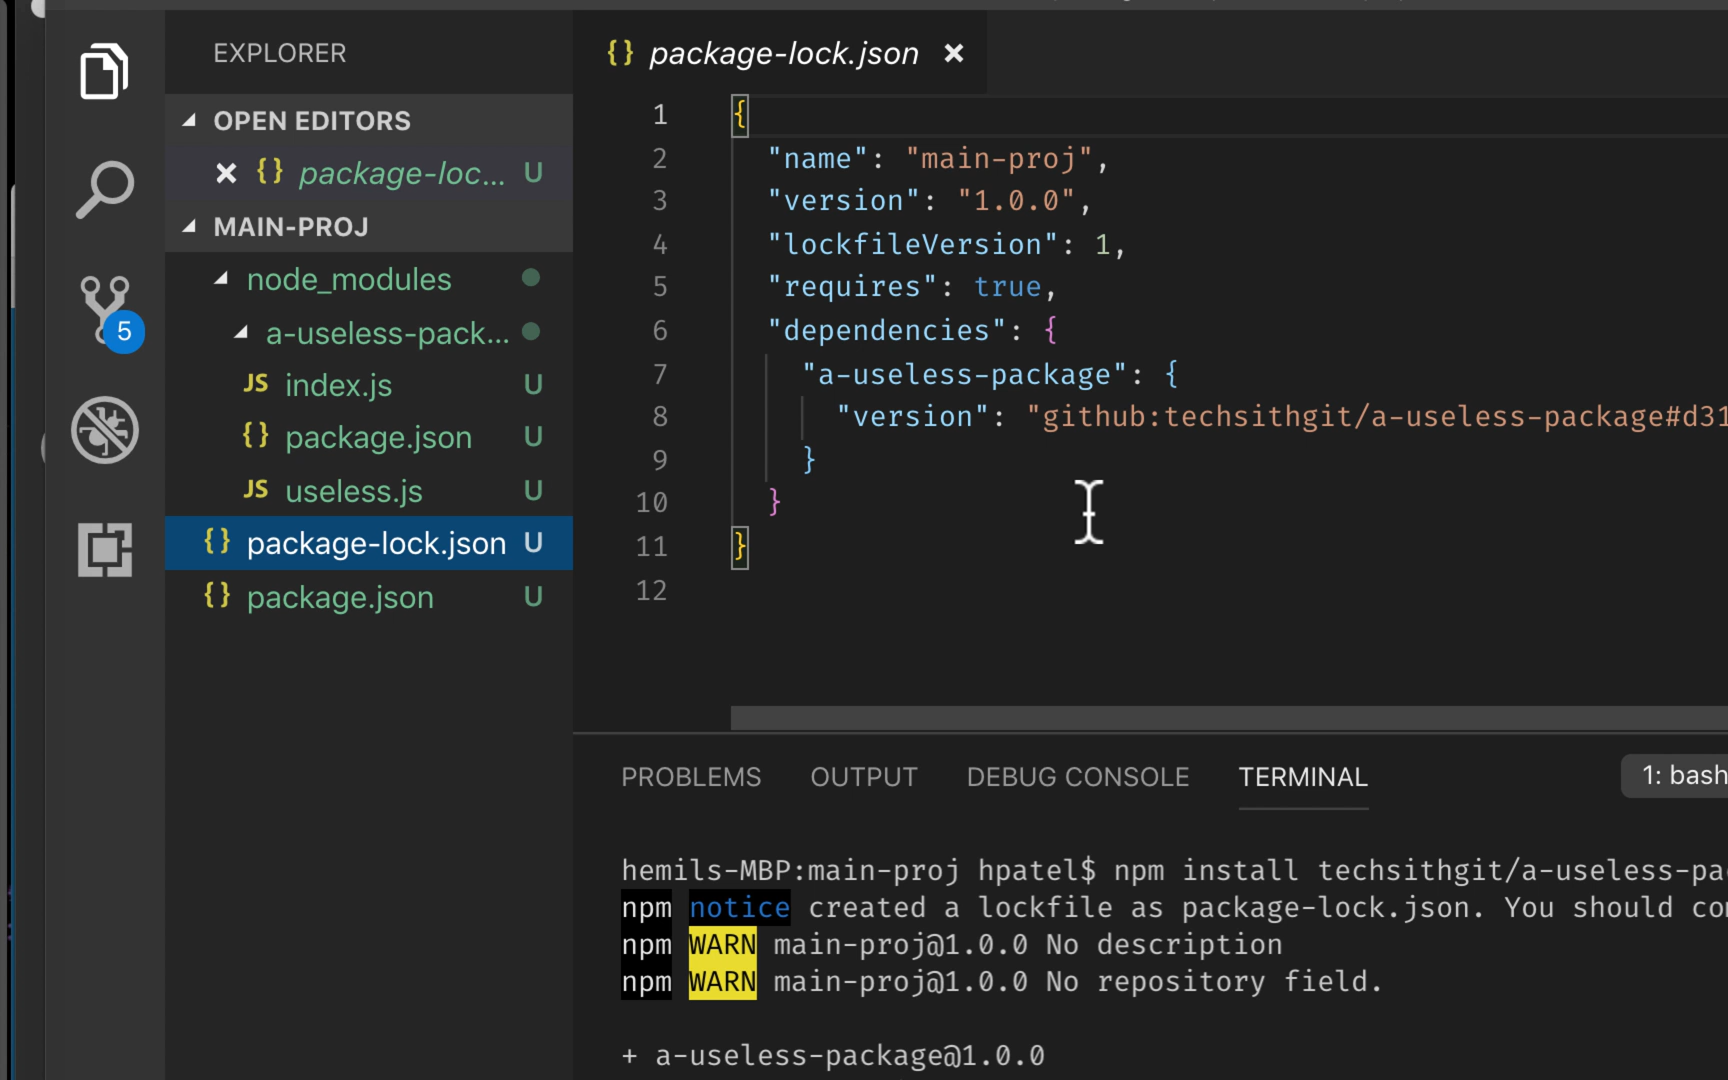 EXPLORER
OPEN EDITORS
{} package-loc... U
MAIN-PROJ
node_modules
a-useless-pack...
JS index.js U
{} package.json U
JS useless.js U
{} package-lock.json U
{} package.json U
5
{} package-lock.json
1 {
2 "name": "main-proj",
3 "version": "1.0.0",
4 "lockfileVersion": 1,
5 "requires": true,
6 "dependencies": {
7 "a-useless-package": {
8 "version": "github:techsithgit/a-useless-package#d31
9 }
10 }
11 }
12
PROBLEMS OUTPUT DEBUG CONSOLE TERMINAL 1: bash
hemils-MBP:main-proj hpatel$ npm install techsithgit/a-useless-pa
npm notice created a lockfile as package-lock.json. You should co
npm WARN main-proj@1.0.0 No description
npm WARN main-proj@1.0.0 No repository field.
+ a-useless-package@1.0.0